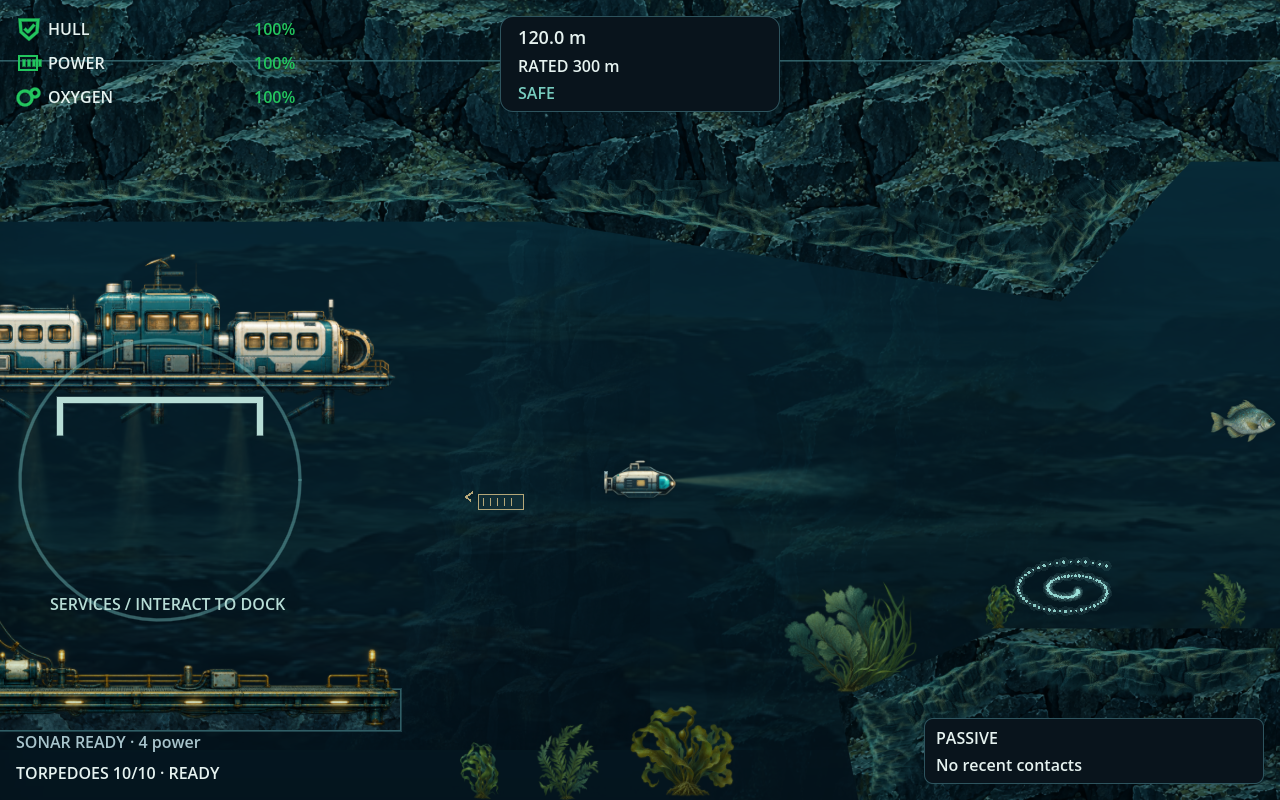 HULL 100%
POWER 100%
OXYGEN 100%
120.0 m
RATED 300 m
SAFE
SERVICES / INTERACT TO DOCK
SONAR READY · 4 power
TORPEDOES 10/10 · READY
PASSIVE
No recent contacts